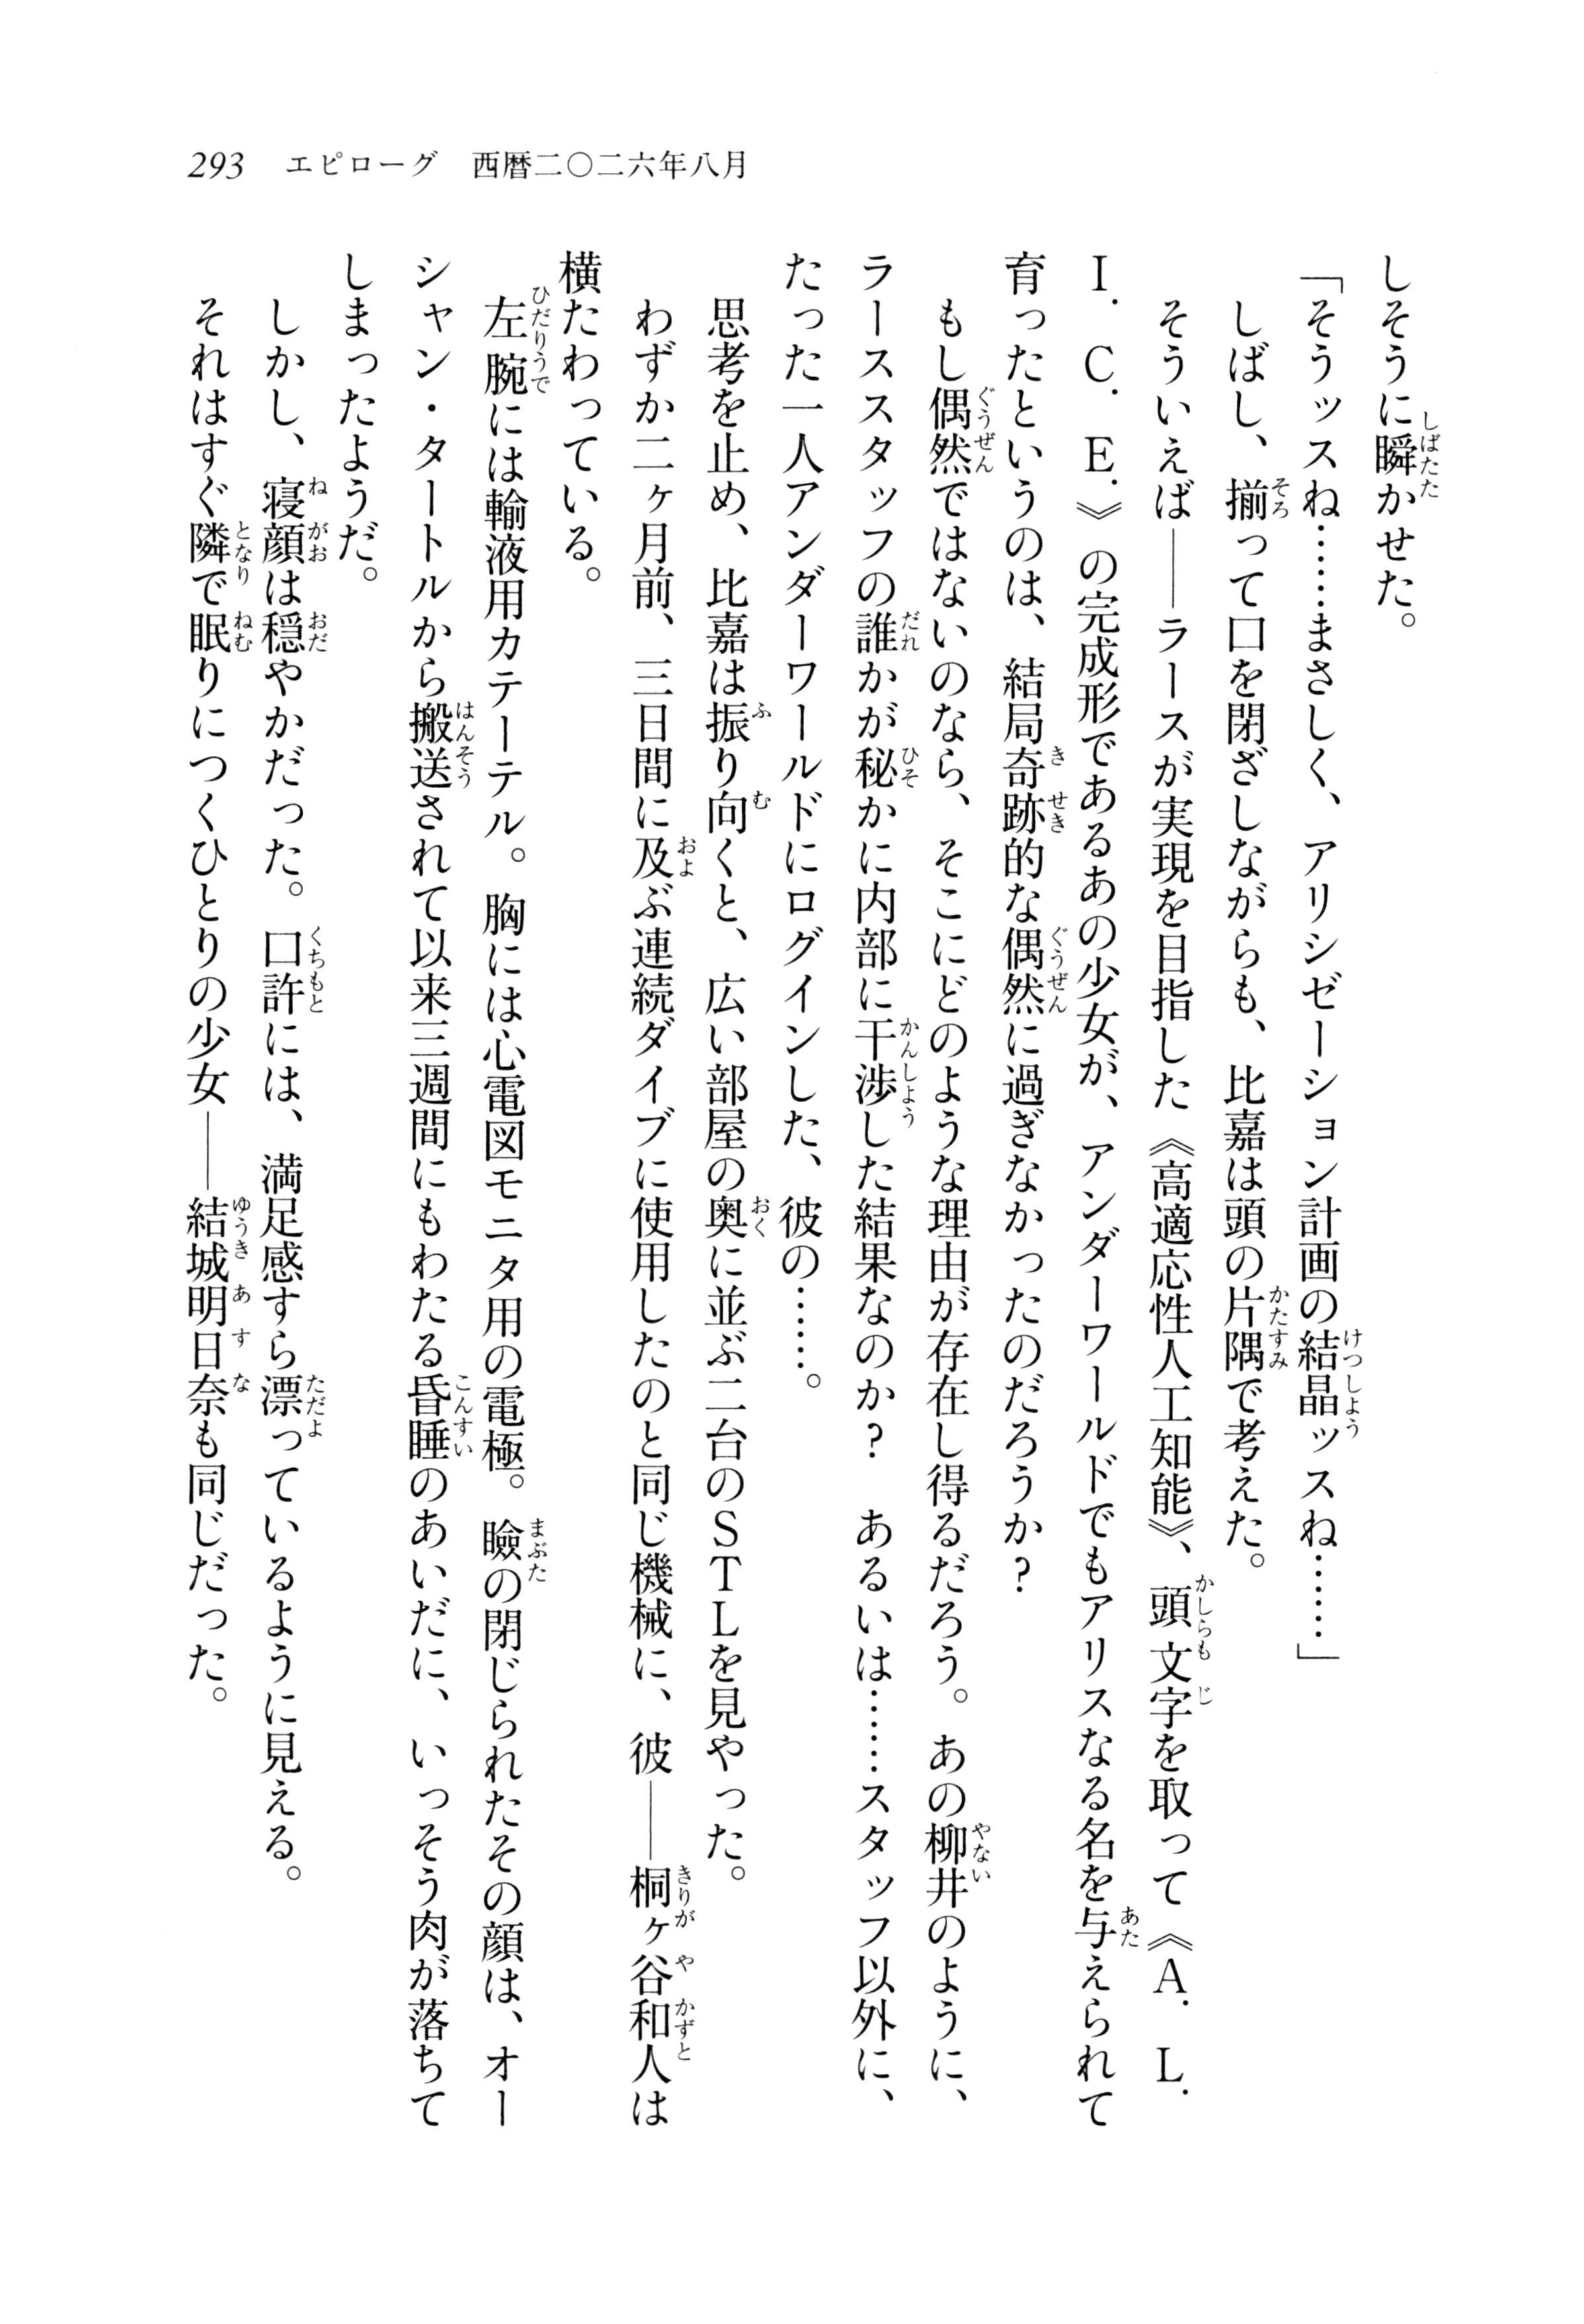 293 エピローグ 西暦二〇二六年八月
しそうに瞬かせた。
「そうッスね……まさしく、アリシゼーション計画の結晶ッスね……」
しばし、揃って口を閉ざしながらも、比嘉は頭の片隅で考えた。
そういえば――ラースが実現を目指した《高適応性人工知能》、頭文字を取って《A.L.
I.C.E.》の完成形であるあの少女が、アンダーワールドでもアリスなる名を与えられて
育ったというのは、結局奇跡的な偶然に過ぎなかったのだろうか?
もし偶然ではないのなら、そこにどのような理由が存在し得るだろう。あの柳井のように、
ラーススタッフの誰かが秘かに内部に干渉した結果なのか? あるいは……スタッフ以外に、
たった一人アンダーワールドにログインした、彼の……。
思考を止め、比嘉は振り向くと、広い部屋の奥に並ぶ二台のSTLを見やった。
わずか二ヶ月前、三日間に及ぶ連続ダイブに使用したのと同じ機械に、彼――桐ヶ谷和人は
横たわっている。
左腕には輸液用カテーテル。胸には心電図モニタ用の電極。瞼の閉じられたその顔は、オー
シャン・タートルから搬送されて以来三週間にもわたる昏睡のあいだに、いっそう肉が落ちて
しまったようだ。
しかし、寝顔は穏やかだった。口許には、満足感すら漂っているように見える。
それはすぐ隣で眠りにつくひとりの少女――結城明日奈も同じだった。